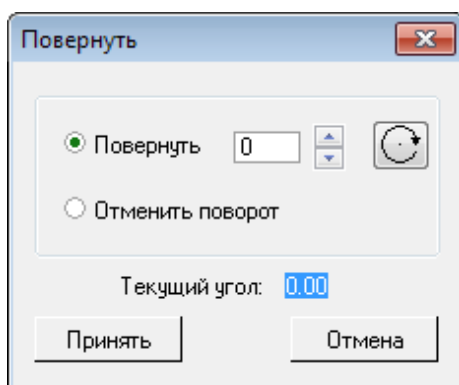 Повернуть
Повернуть 0
Отменить поворот
Текущий угол: 0.00
Принять Отмена